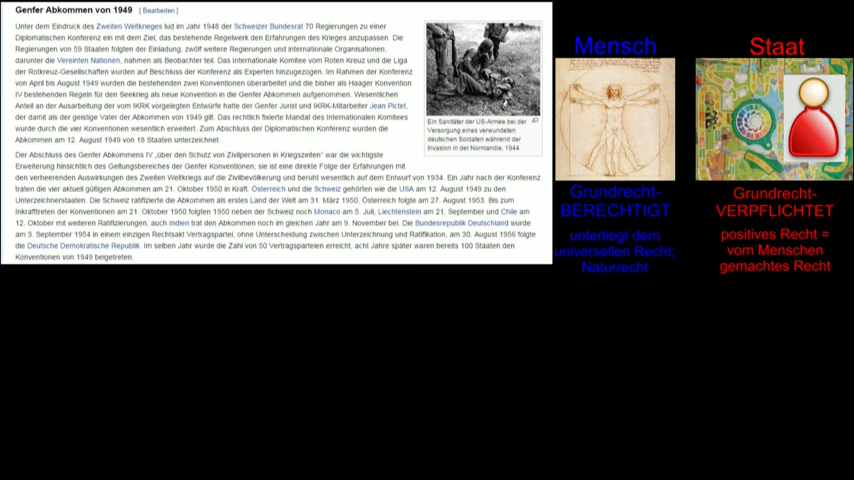 Genfer Abkommen von 1949 [ Bearbeiten ]
Unter dem Eindruck des Zweiten Weltkrieges lud im Jahr 1948 der Schweizer Bundesrat 70 Regierungen zu einer
Diplomatischen Konferenz ein mit dem Ziel, das bestehende Regelwerk den Erfahrungen des Krieges anzupassen. Die
Regierungen von 59 Staaten folgten der Einladung, zwölf weitere Regierungen und internationale Organisationen,
darunter die Vereinten Nationen, nahmen als Beobachter teil. Das Internationale Komitee vom Roten Kreuz und die Liga
der Rotkreuz-Gesellschaften wurden auf Beschluss der Konferenz als Experten hinzugezogen. Im Rahmen der Konferenz
von April bis August 1949 wurden die bestehenden zwei Konventionen überarbeitet und die bisher als Haager Konvention
IV bestehenden Regeln für den Seekrieg als neue Konvention in die Genfer Abkommen aufgenommen. Wesentlichen
Anteil an der Ausarbeitung der vom IKRK vorgelegten Entwürfe hatte der Genfer Jurist und IKRK-Mitarbeiter Jean Pictet,
der damit als der geistige Vater der Abkommen von 1949 gilt. Das rechtlich fixierte Mandat des Internationalen Komitees
wurde durch die vier Konventionen wesentlich erweitert. Zum Abschluss der Diplomatischen Konferenz wurden die
Abkommen am 12. August 1949 von 18 Staaten unterzeichnet.
Ein Sanitäter der US-Armee bei der
Versorgung eines verwundeten
deutschen Soldaten während der
Invasion in der Normandie, 1944
Der Abschluss des Genfer Abkommens IV „über den Schutz von Zivilpersonen in Kriegszeiten“ war die wichtigste
Erweiterung hinsichtlich des Geltungsbereiches der Genfer Konventionen; sie ist eine direkte Folge der Erfahrungen mit
den verheerenden Auswirkungen des Zweiten Weltkriegs auf die Zivilbevölkerung und beruht wesentlich auf dem Entwurf von 1934. Ein Jahr nach der Konferenz
traten die vier aktuell gültigen Abkommen am 21. Oktober 1950 in Kraft. Österreich und die Schweiz gehörten wie die USA am 12. August 1949 zu den
Unterzeichnerstaaten. Die Schweiz ratifizierte die Abkommen als erstes Land der Welt am 31. März 1950, Österreich folgte am 27. August 1953. Bis zum
Inkrafttreten der Konventionen am 21. Oktober 1950 folgten 1950 neben der Schweiz noch Monaco am 5. Juli, Liechtenstein am 21. September und Chile am
12. Oktober mit weiteren Ratifizierungen, auch Indien trat den Abkommen noch im gleichen Jahr am 9. November bei. Die Bundesrepublik Deutschland wurde
am 3. September 1954 in einem einzigen Rechtsakt Vertragspartei, ohne Unterscheidung zwischen Unterzeichnung und Ratifikation, am 30. August 1956 folgte
die Deutsche Demokratische Republik. Im selben Jahr wurde die Zahl von 50 Vertragsparteien erreicht, acht Jahre später waren bereits 100 Staaten den
Konventionen von 1949 beigetreten.
Mensch
Grundrecht-
BERECHTIGT
unterliegt dem
universellen Recht;
Naturrecht
Staat
Grundrecht-
VERPFLICHTET
positives Recht =
vom Menschen
gemachtes Recht